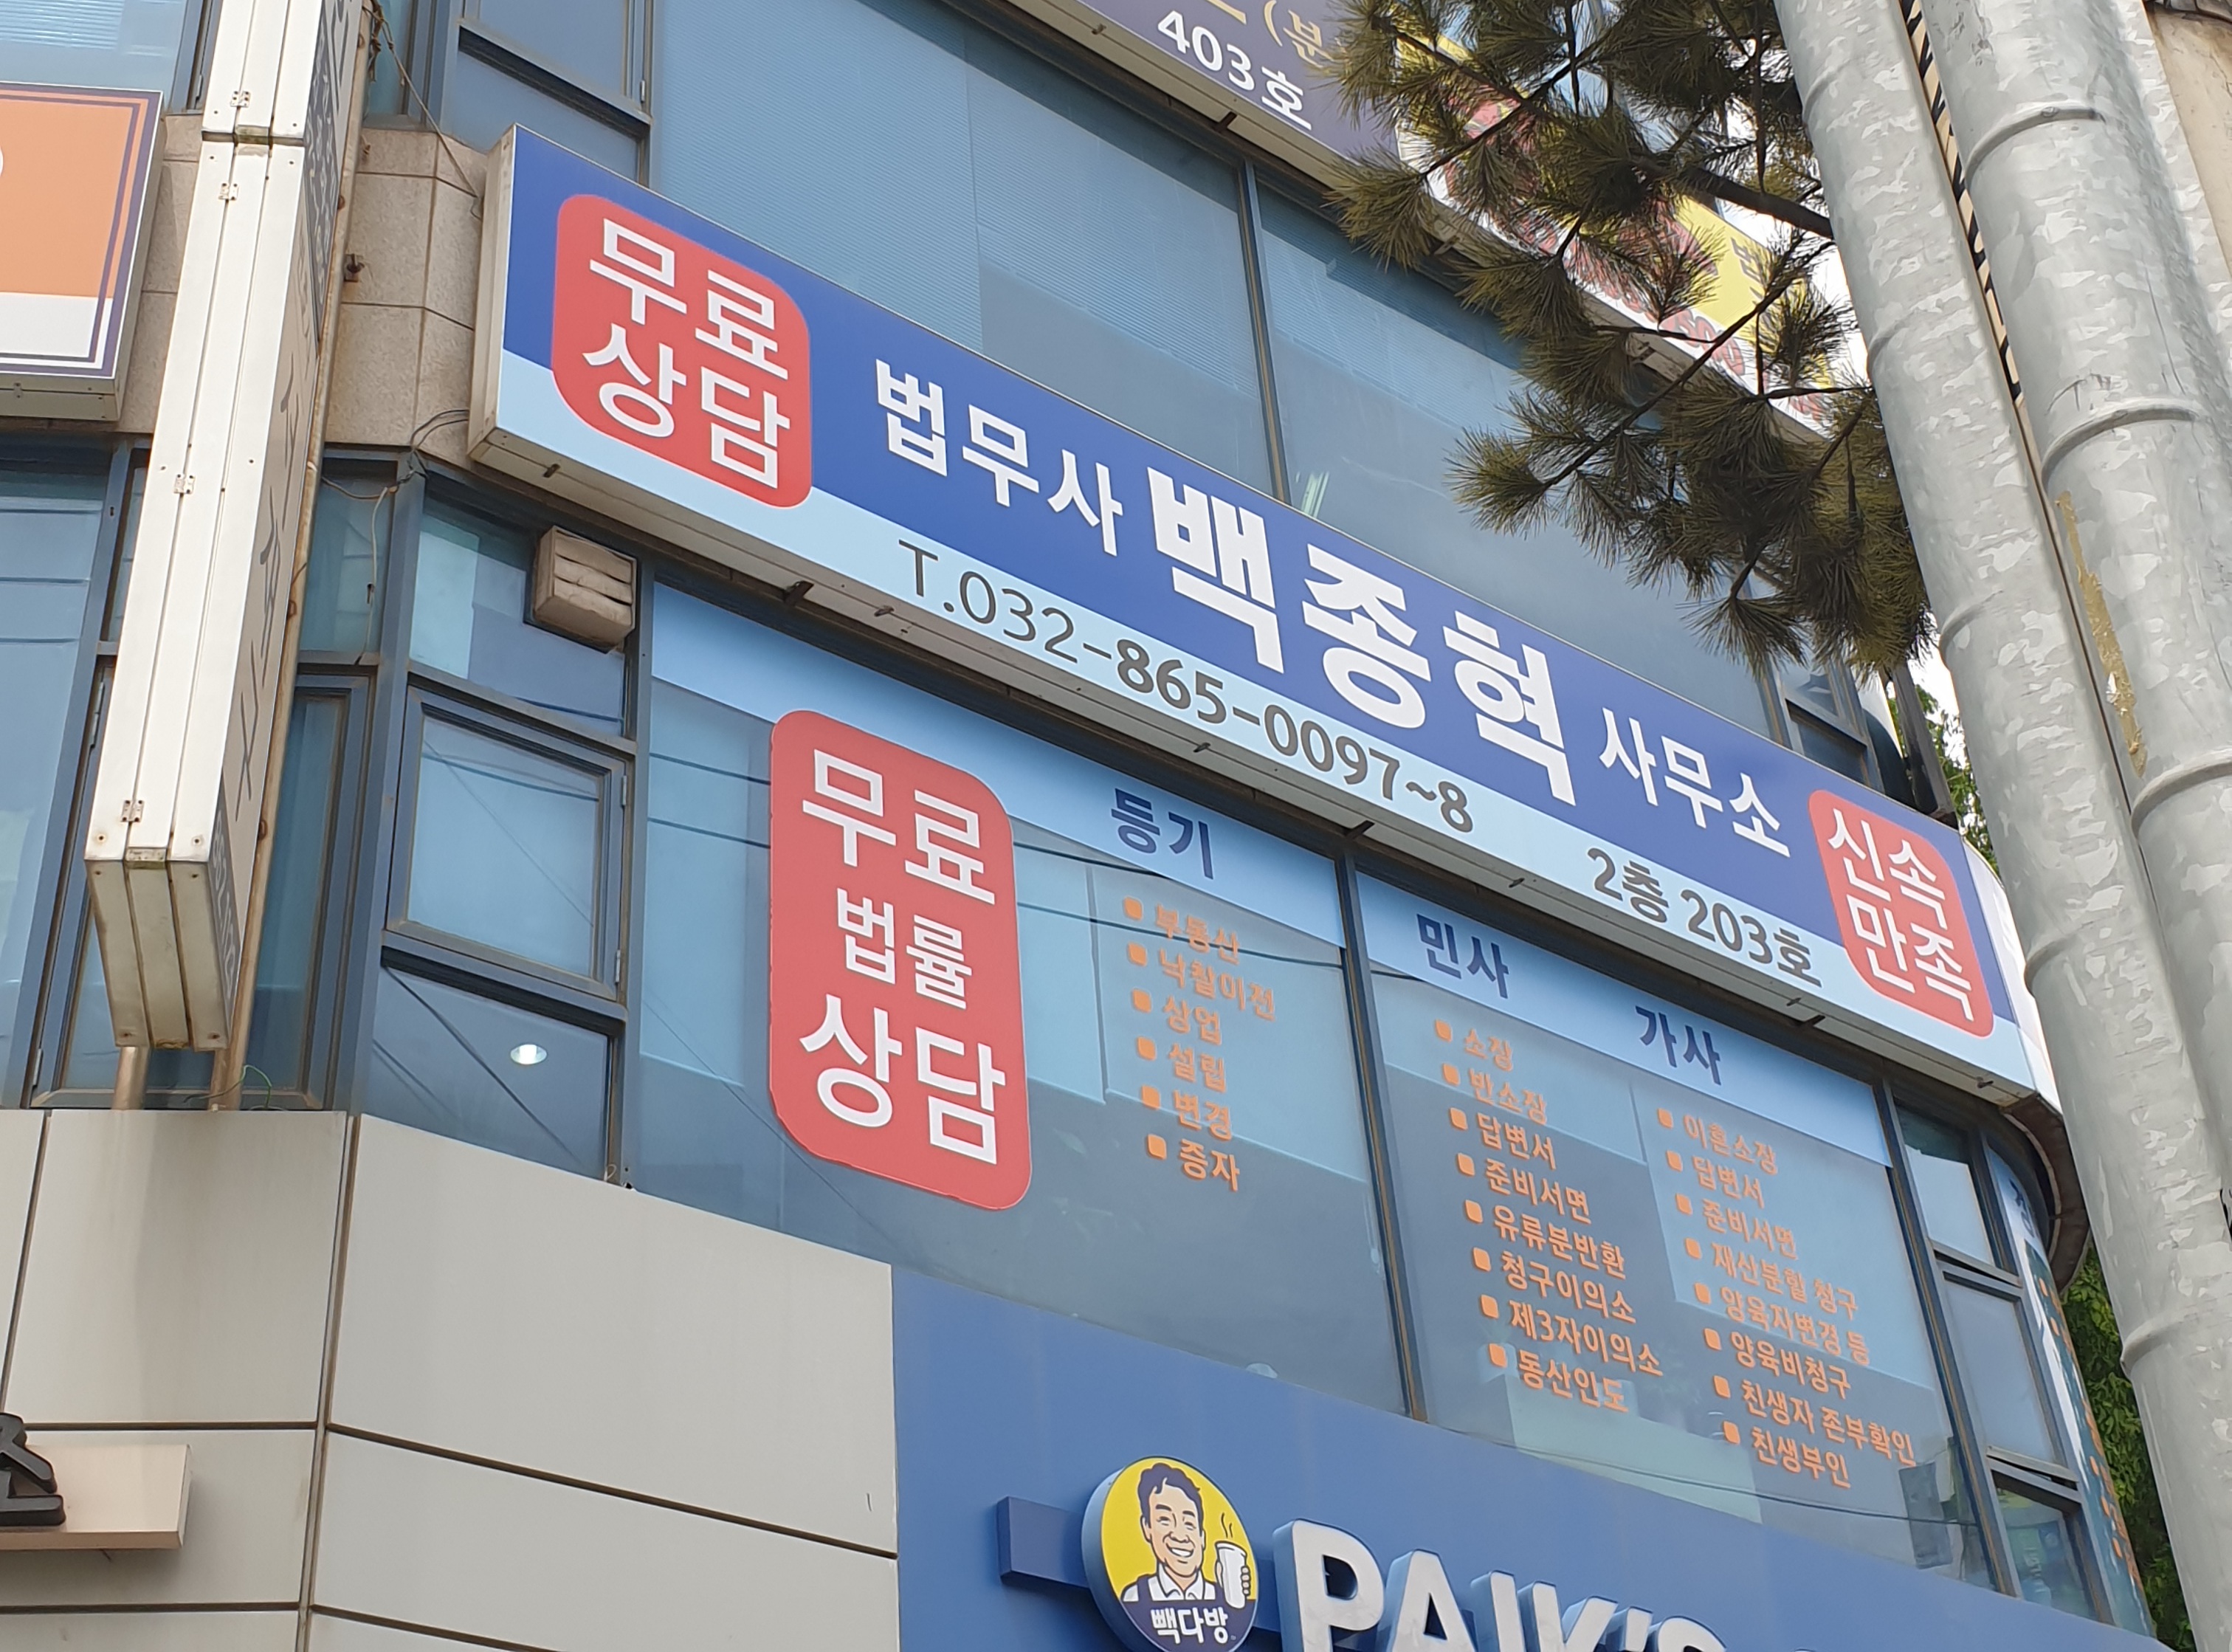 403호
무료
상담
법무사 백종혁 사무소
T.032-865-0097~8
2층 203호
신속
만족
무료
법률
상담
등기
부동산
낙찰이전
상업
설립
변경
증자
민사
소장
반소장
답변서
준비서면
유류분반환
청구이의소
제3자이의소
동산인도
가사
이혼소장
답변서
준비서면
재산분할 청구
양육자변경 등
양육비청구
친생자 존부확인
친생부인
빽다방
PAIK'S